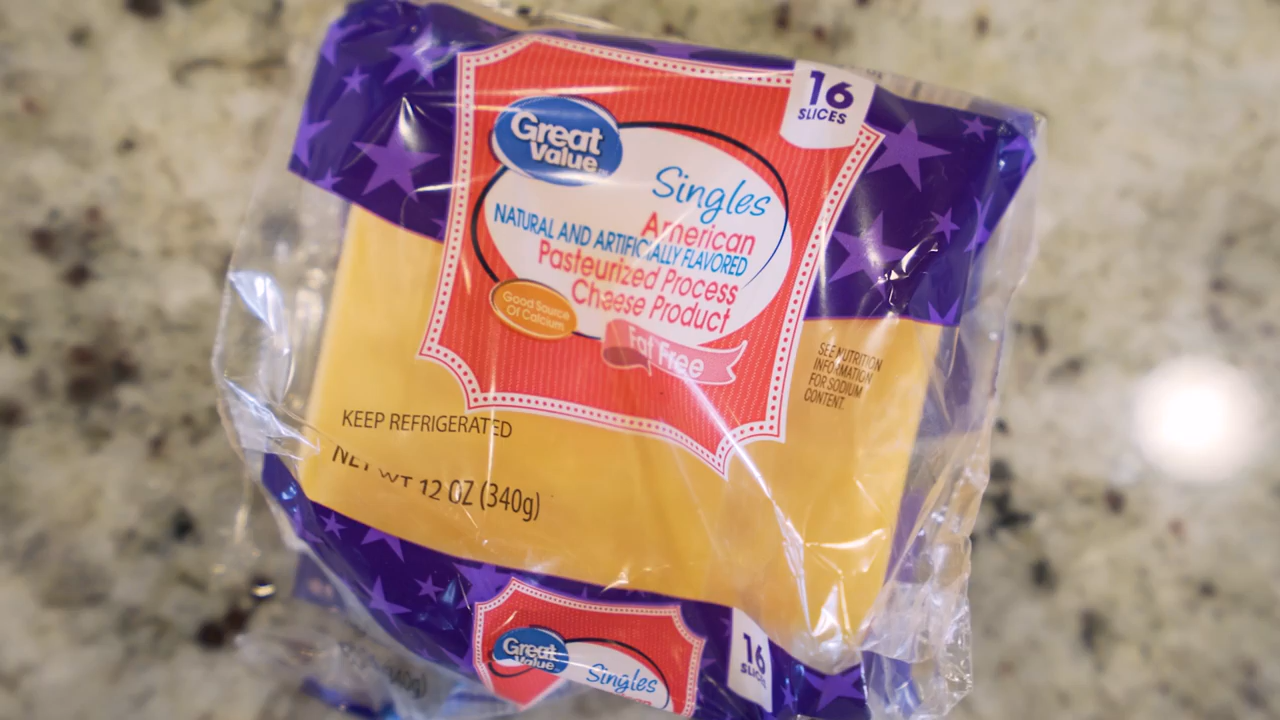 16
SLICES
Great
Value
Singles
American
NATURAL AND ARTIFICIALLY FLAVORED
Pasteurized Process
Cheese Product
Good Source
Of Calcium
Fat Free
SEE NUTRITION
INFORMATION
FOR SODIUM
CONTENT.
KEEP REFRIGERATED
NET WT 12 OZ (340g)
Great
Value
Singles
16